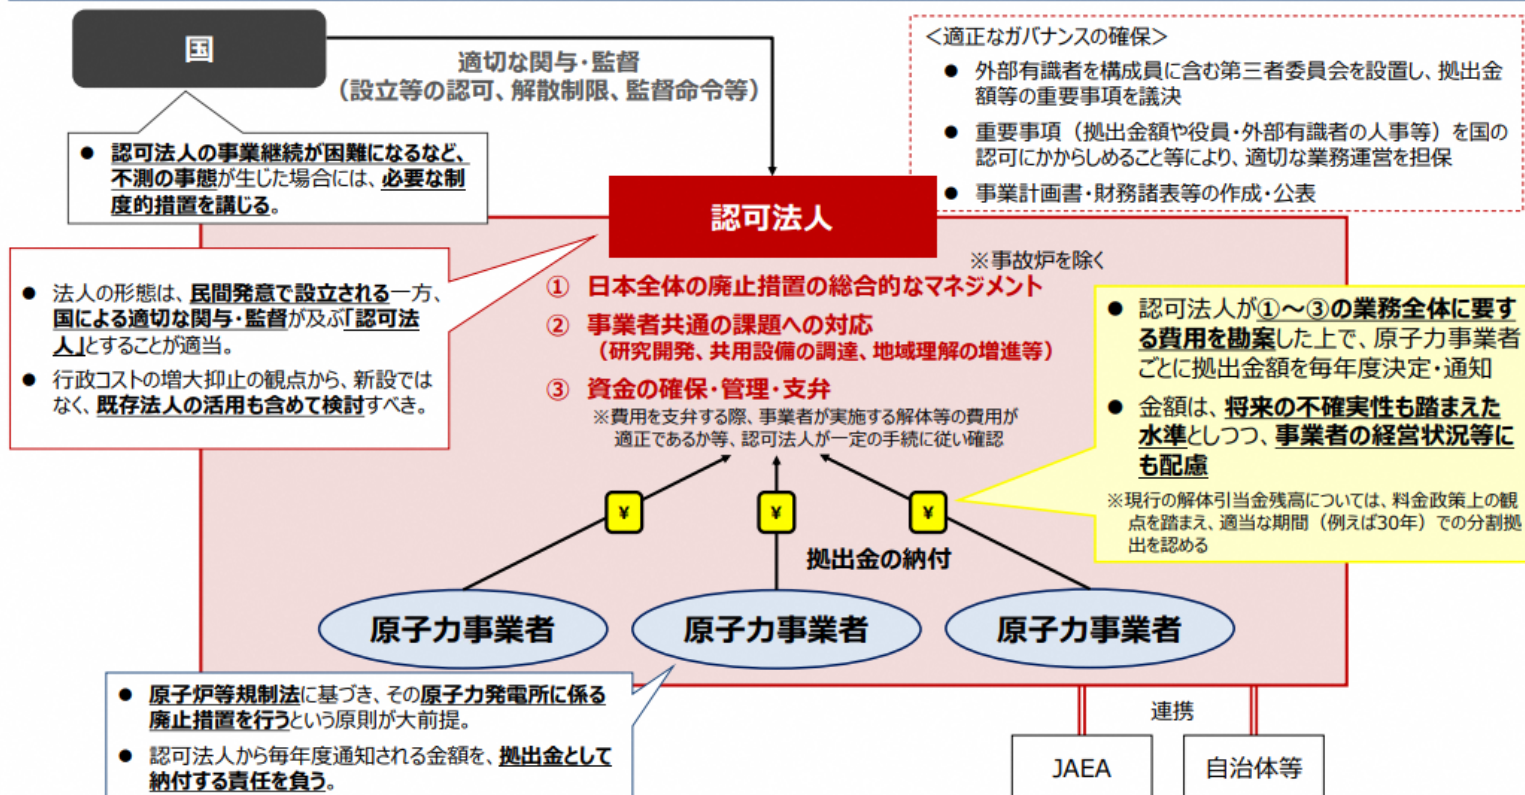 国
適切な関与・監督
（設立等の認可、解散制限、監督命令等）
＜適正なガバナンスの確保＞
● 外部有識者を構成員に含む第三者委員会を設置し、拠出金
額等の重要事項を議決
● 重要事項（拠出金額や役員・外部有識者の人事等）を国の
認可にかからしめること等により、適切な業務運営を担保
● 事業計画書・財務諸表等の作成・公表
● 認可法人の事業継続が困難になるなど、
不測の事態が生じた場合には、必要な制
度的措置を講じる。
認可法人
※事故炉を除く
① 日本全体の廃止措置の総合的なマネジメント
② 事業者共通の課題への対応
（研究開発、共用設備の調達、地域理解の増進等）
③ 資金の確保・管理・支弁
※費用を支弁する際、事業者が実施する解体等の費用が
適正であるか等、認可法人が一定の手続に従い確認
● 法人の形態は、民間発意で設立される一方、
国による適切な関与・監督が及ぶ「認可法
人」とすることが適当。
● 行政コストの増大抑止の観点から、新設では
なく、既存法人の活用も含めて検討すべき。
● 認可法人が①～③の業務全体に要す
る費用を勘案した上で、原子力事業者
ごとに拠出金額を毎年度決定・通知
● 金額は、将来の不確実性も踏まえた
水準としつつ、事業者の経営状況等に
も配慮
※現行の解体引当金残高については、料金政策上の観
点を踏まえ、適当な期間（例えば30年）での分割拠
出を認める
¥
¥
¥
拠出金の納付
原子力事業者
原子力事業者
原子力事業者
● 原子炉等規制法に基づき、その原子力発電所に係る
廃止措置を行うという原則が大前提。
● 認可法人から毎年度通知される金額を、拠出金として
納付する責任を負う。
連携
JAEA
自治体等